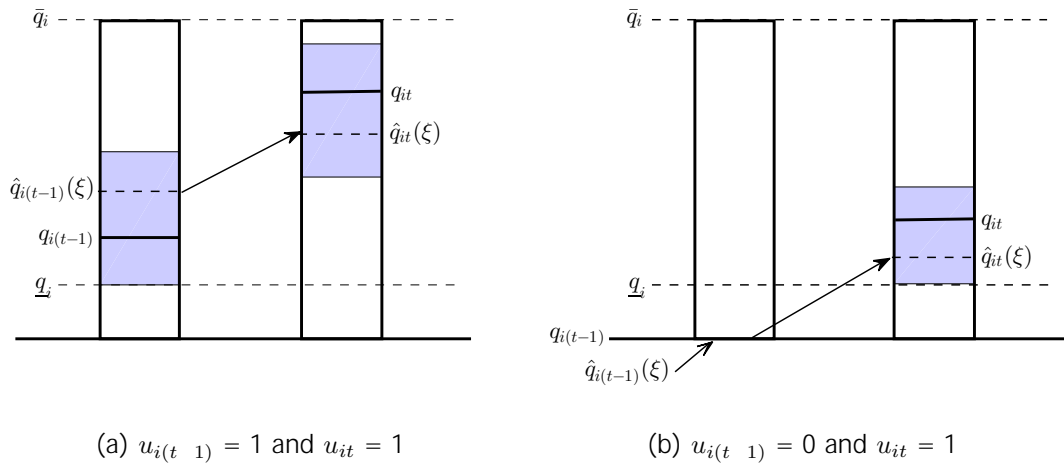 q̄ᵢ
qᵢₜ
q̂ᵢₜ(ξ)
q̂ᵢ₍ₜ₋₁₎(ξ)
qᵢ₍ₜ₋₁₎
q̲ᵢ
(a) uᵢ₍ₜ ₁₎ = 1 and uᵢₜ = 1
q̄ᵢ
qᵢₜ
q̂ᵢₜ(ξ)
q̲ᵢ
qᵢ₍ₜ₋₁₎
q̂ᵢ₍ₜ₋₁₎(ξ)
(b) uᵢ₍ₜ ₁₎ = 0 and uᵢₜ = 1